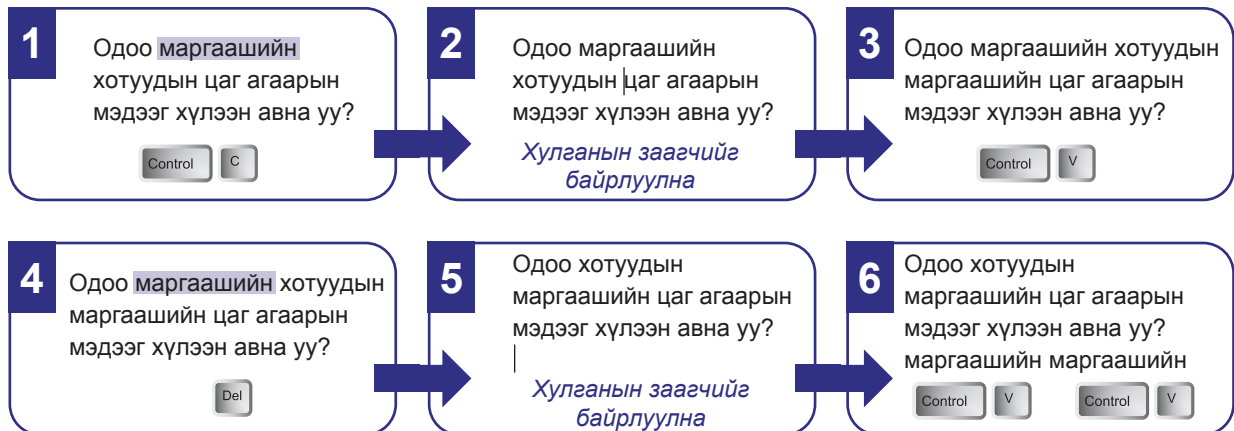 1
Одоо маргаашийн
хотуудын цаг агаарын
мэдээг хүлээн авна уу?
Control C
2
Одоо маргаашийн
хотуудын цаг агаарын
мэдээг хүлээн авна уу?
Хулганын заагчийг
байрлуулна
3
Одоо маргаашийн хотуудын
маргаашийн цаг агаарын
мэдээг хүлээн авна уу?
Control V
4
Одоо маргаашийн хотуудын
маргаашийн цаг агаарын
мэдээг хүлээн авна уу?
Del
5
Одоо хотуудын
маргаашийн цаг агаарын
мэдээг хүлээн авна уу?
Хулганын заагчийг
байрлуулна
6
Одоо хотуудын
маргаашийн цаг агаарын
мэдээг хүлээн авна уу?
маргаашийн маргаашийн
Control V Control V